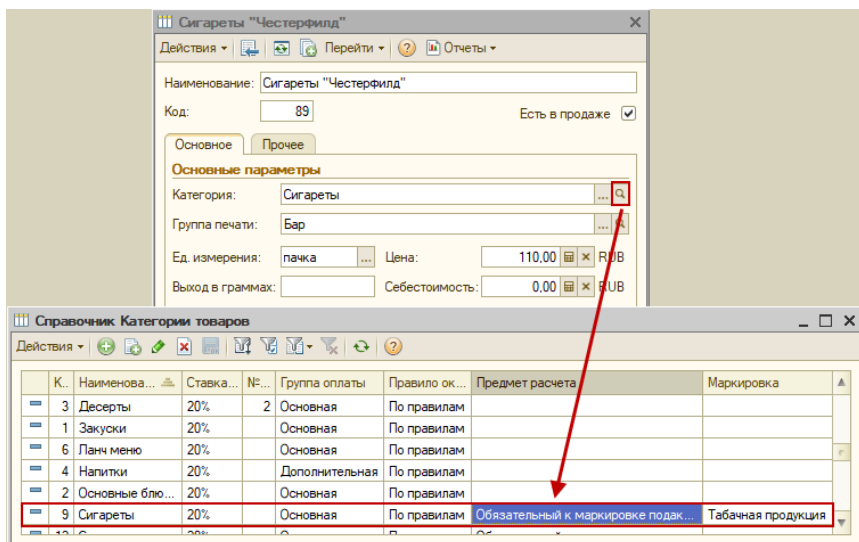 Сигареты "Честерфилд"
Действия Перейти Отчеты
Наименование: Сигареты "Честерфилд"
Код: 89 Есть в продаже
Основное Прочее
Основные параметры
Категория: Сигареты ...
Группа печати: Бар ...
Ед. измерения: пачка ... Цена: 110,00 RUB
Выход в граммах: Себестоимость: 0,00 RUB
Справочник Категории товаров
Действия
К.. Наименова... Ставка... №... Группа оплаты Правило ок... Предмет расчета Маркировка
3 Десерты 20% 2 Основная По правилам
1 Закуски 20% Основная По правилам
6 Ланч меню 20% Основная По правилам
4 Напитки 20% Дополнительная По правилам
2 Основные блю... 20% Основная По правилам
9 Сигареты 20% Основная По правилам Обязательный к маркировке подак... Табачная продукция